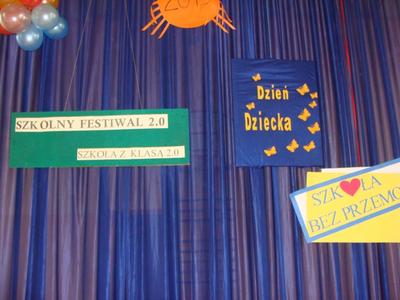 SZKOLNY FESTIWAL 2.0
SZKOŁA Z KLASĄ 2.0
Dzień
Dziecka
SZK♥ŁA
BEZ PRZEMO